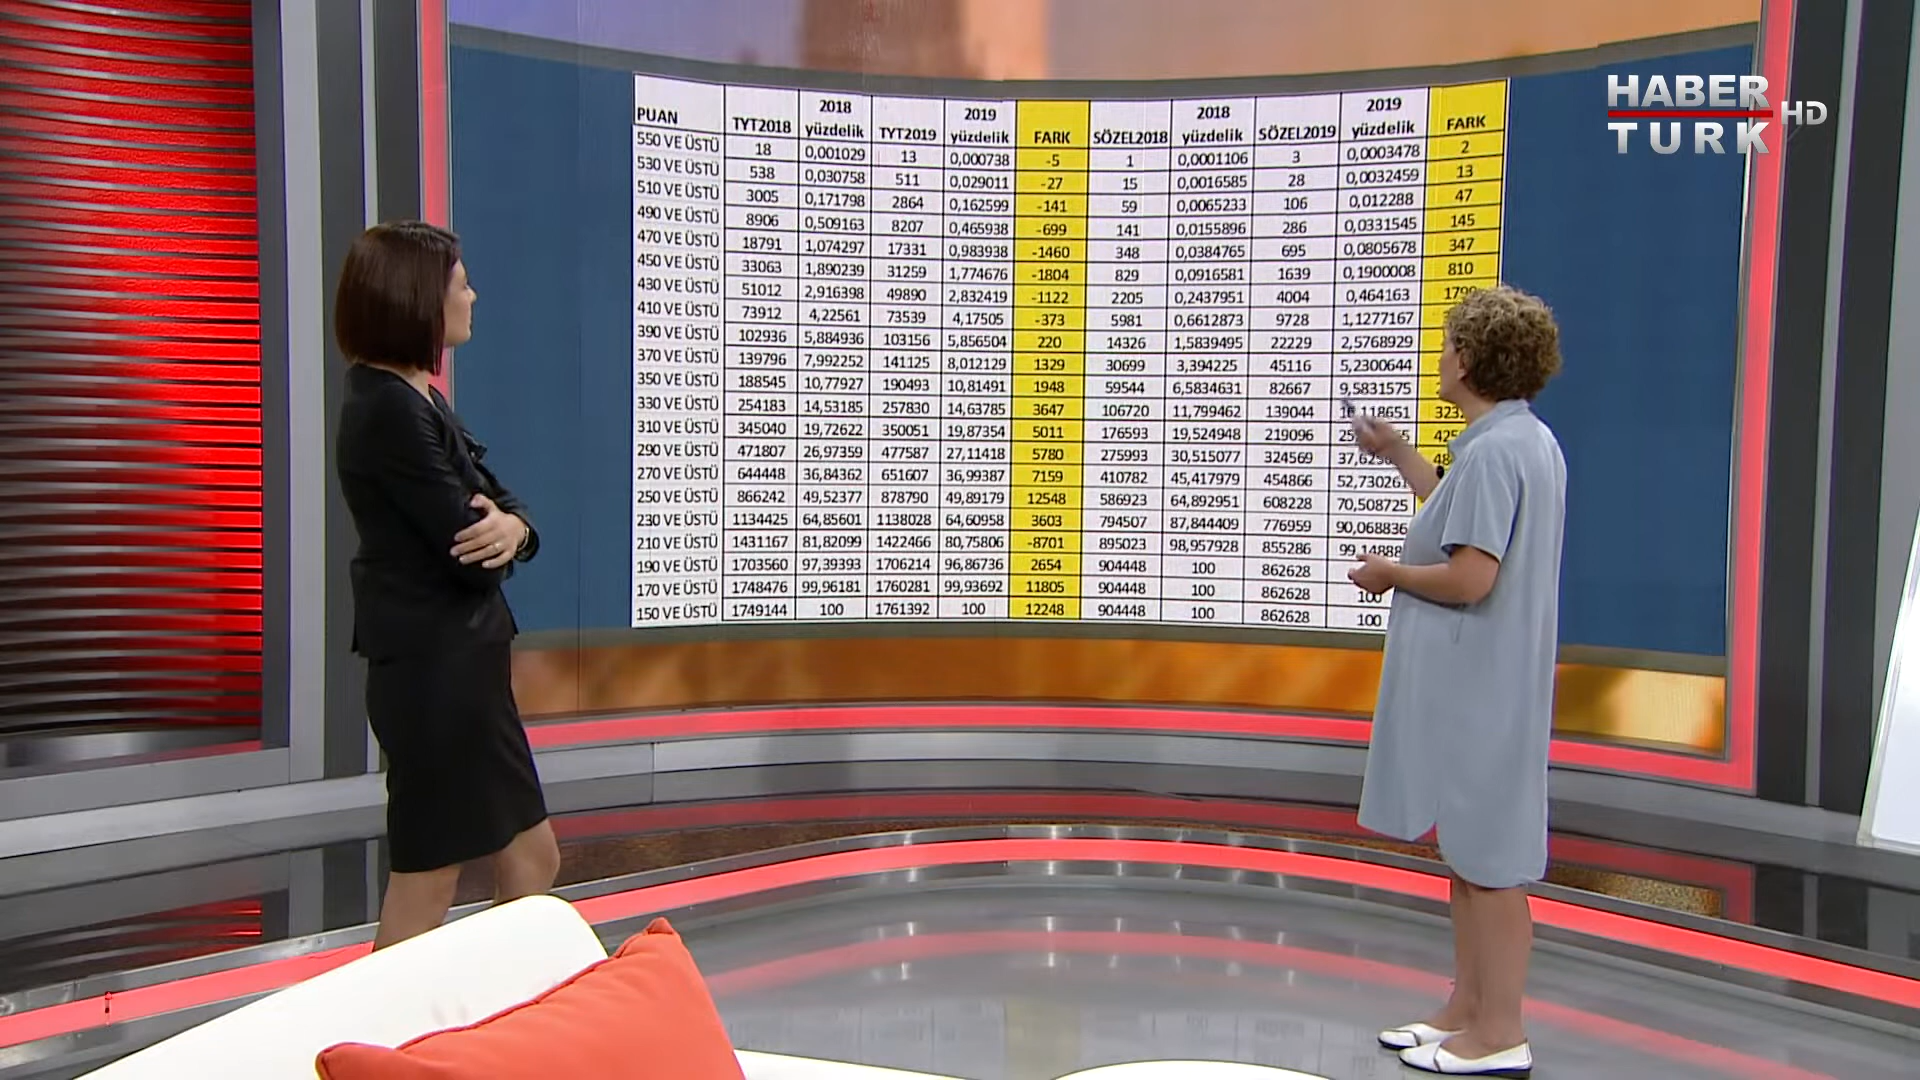 HABER
TURK HD
PUAN TYT2018 2018 yüzdelik TYT2019 2019 yüzdelik FARK SÖZEL2018 2018 yüzdelik SÖZEL2019 2019 yüzdelik FARK
550 VE ÜSTÜ 18 0,001029 13 0,000738 -5 1 0,0001106 3 0,0003478 2
530 VE ÜSTÜ 538 0,030758 511 0,029011 -27 15 0,0016585 28 0,0032459 13
510 VE ÜSTÜ 3005 0,171798 2864 0,162599 -141 59 0,0065233 106 0,012288 47
490 VE ÜSTÜ 8906 0,509163 8207 0,465938 -699 141 0,0155896 286 0,0331545 145
470 VE ÜSTÜ 18791 1,074297 17331 0,983938 -1460 348 0,0384765 695 0,0805678 347
450 VE ÜSTÜ 33063 1,890239 31259 1,774676 -1804 829 0,0916581 1639 0,1900008 810
430 VE ÜSTÜ 51012 2,916398 49890 2,832419 -1122 2205 0,2437951 4004 0,464163
410 VE ÜSTÜ 73912 4,22561 73539 4,17505 -373 5981 0,6612873 9728 1,1277167
390 VE ÜSTÜ 102936 5,884936 103156 5,856504 220 14326 1,5839495 22229 2,5768929
370 VE ÜSTÜ 139796 7,992252 141125 8,012129 1329 30699 3,394225 45116 5,2300644
350 VE ÜSTÜ 188545 10,77927 190493 10,81491 1948 59544 6,5834631 82667 9,5831575
330 VE ÜSTÜ 254183 14,53185 257830 14,63785 3647 106720 11,799462 139044 16,118651
310 VE ÜSTÜ 345040 19,72622 350051 19,87354 5011 176593 19,524948 219096
290 VE ÜSTÜ 471807 26,97359 477587 27,11418 5780 275993 30,515077 324569
270 VE ÜSTÜ 644448 36,84362 651607 36,99387 7159 410782 45,417979 454866 52,730261
250 VE ÜSTÜ 866242 49,52377 878790 49,89179 12548 586923 64,892951 608228 70,508725
230 VE ÜSTÜ 1134425 64,85601 1138028 64,60958 3603 794507 87,844409 776959 90,068836
210 VE ÜSTÜ 1431167 81,82099 1422466 80,75806 -8701 895023 98,957928 855286
190 VE ÜSTÜ 1703560 97,39393 1706214 96,86736 2654 904448 100 862628
170 VE ÜSTÜ 1748476 99,96181 1760281 99,93692 11805 904448 100 862628 100
150 VE ÜSTÜ 1749144 100 1761392 100 12248 904448 100 862628 100